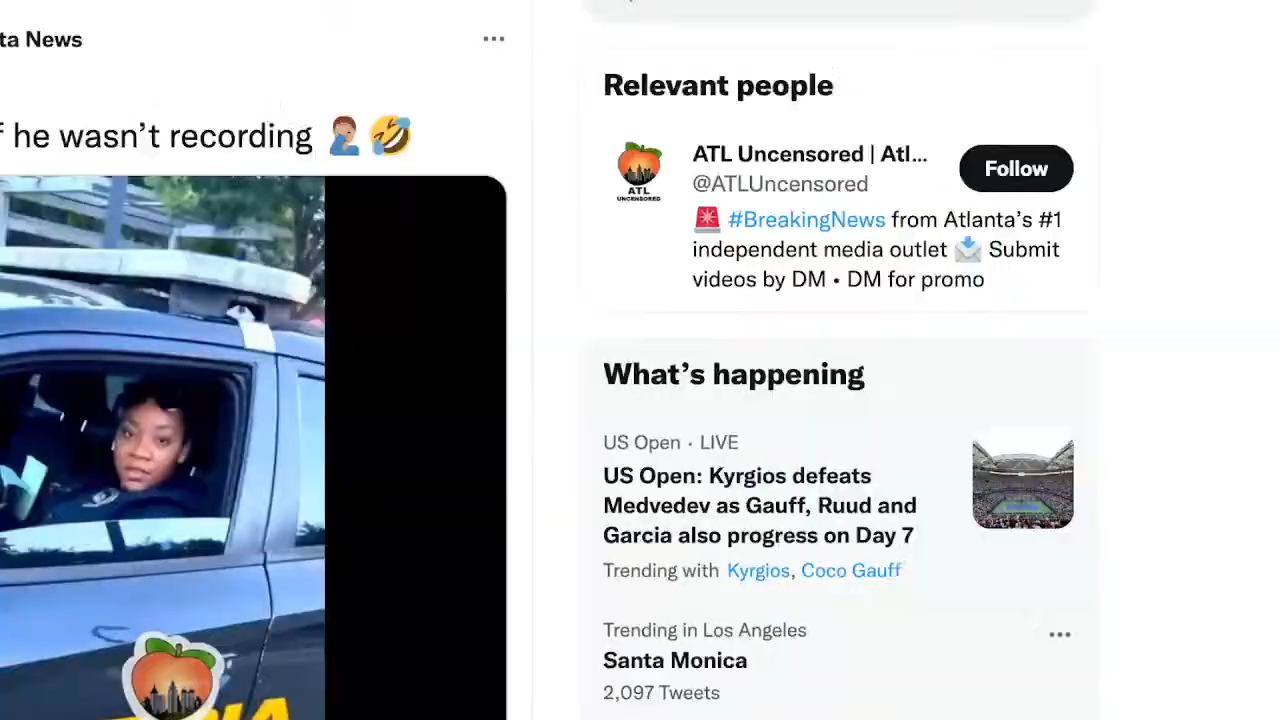 ta News
he wasn’t recording
Relevant people
ATL Uncensored | Atl...
@ATLUncensored
Follow
#BreakingNews from Atlanta’s #1
independent media outlet Submit
videos by DM • DM for promo
ATL
UNCENSORED
What’s happening
US Open · LIVE
US Open: Kyrgios defeats
Medvedev as Gauff, Ruud and
Garcia also progress on Day 7
Trending with Kyrgios, Coco Gauff
Trending in Los Angeles
Santa Monica
2,097 Tweets